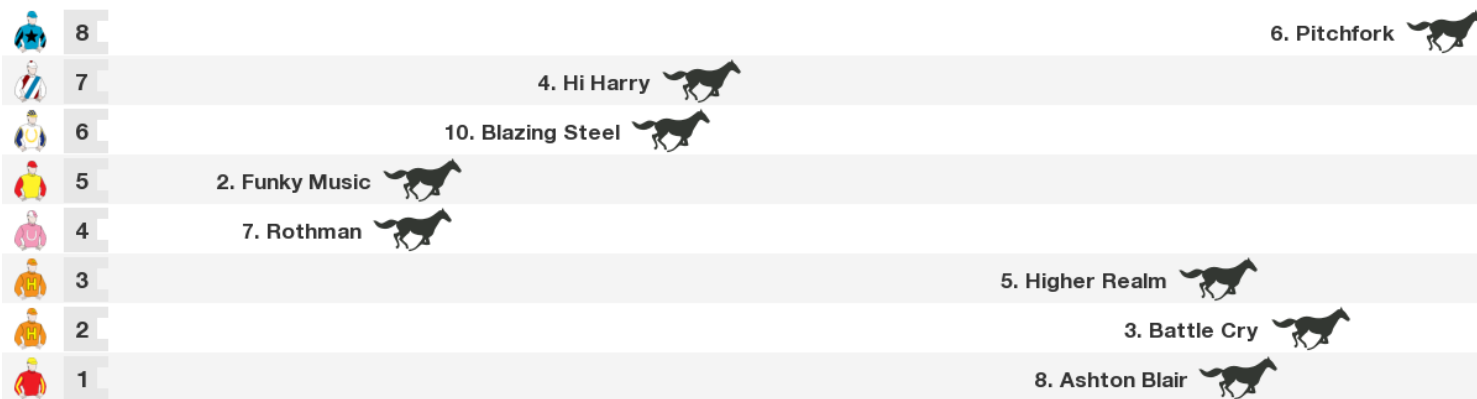 8 6. Pitchfork
7 4. Hi Harry
6 10. Blazing Steel
5 2. Funky Music
4 U 7. Rothman
3 H 5. Higher Realm
2 H 3. Battle Cry
1 8. Ashton Blair